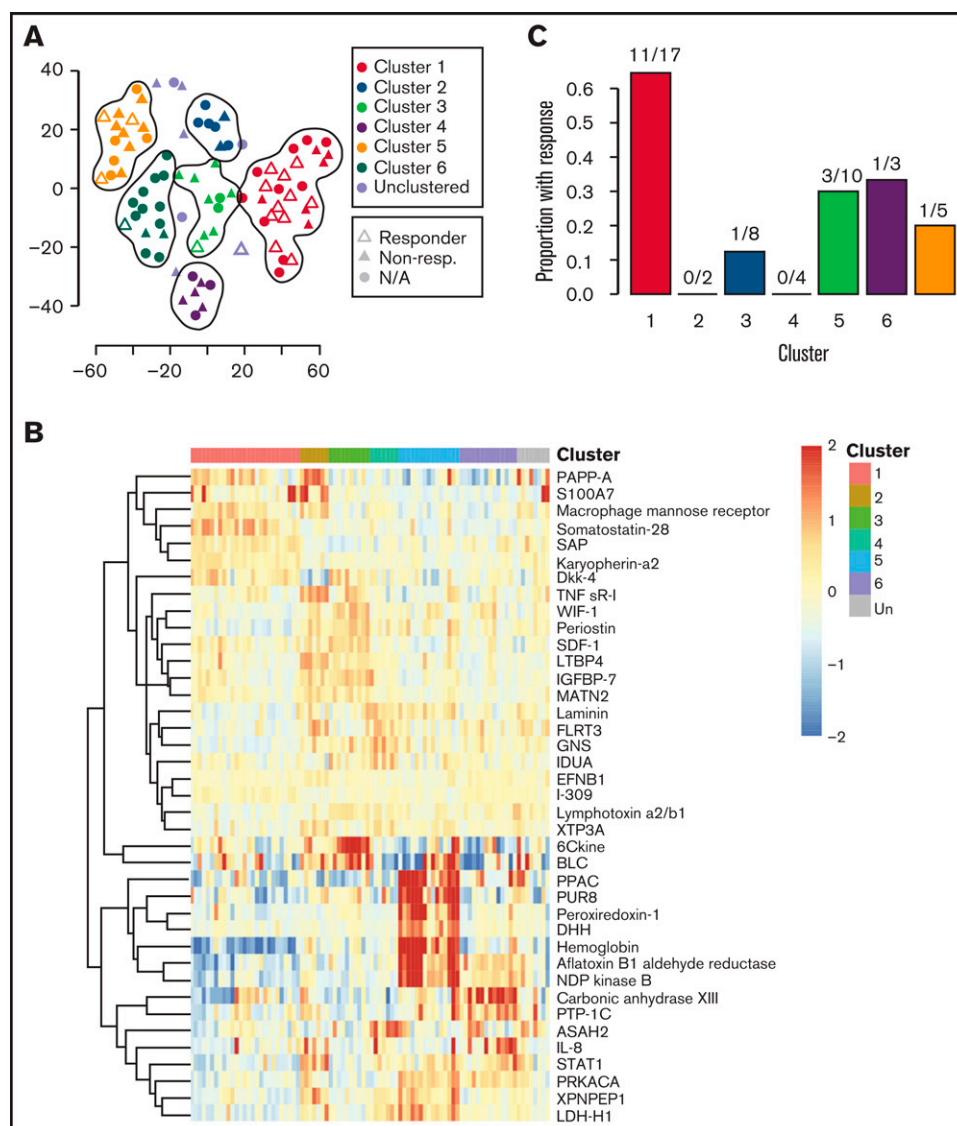 A
40
20
0
−20
−40
−60
−20
20
60
Cluster 1
Cluster 2
Cluster 3
Cluster 4
Cluster 5
Cluster 6
Unclustered
Responder
Non-resp.
N/A
C
Proportion with response
0.6
0.5
0.4
0.3
0.2
0.1
0.0
11/17
0/2
1/8
0/4
3/10
1/3
1/5
1 2 3 4 5 6
Cluster
B
Cluster
PAPP-A
S100A7
Macrophage mannose receptor
Somatostatin-28
SAP
Karyopherin-a2
Dkk-4
TNF sR-I
WIF-1
Periostin
SDF-1
LTBP4
IGFBP-7
MATN2
Laminin
FLRT3
GNS
IDUA
EFNB1
I-309
Lymphotoxin a2/b1
XTP3A
6Ckine
BLC
PPAC
PUR8
Peroxiredoxin-1
DHH
Hemoglobin
Aflatoxin B1 aldehyde reductase
NDP kinase B
Carbonic anhydrase XIII
PTP-1C
ASAH2
IL-8
STAT1
PRKACA
XPNPEP1
LDH-H1
2
1
0
−1
−2
Cluster
1
2
3
4
5
6
Un